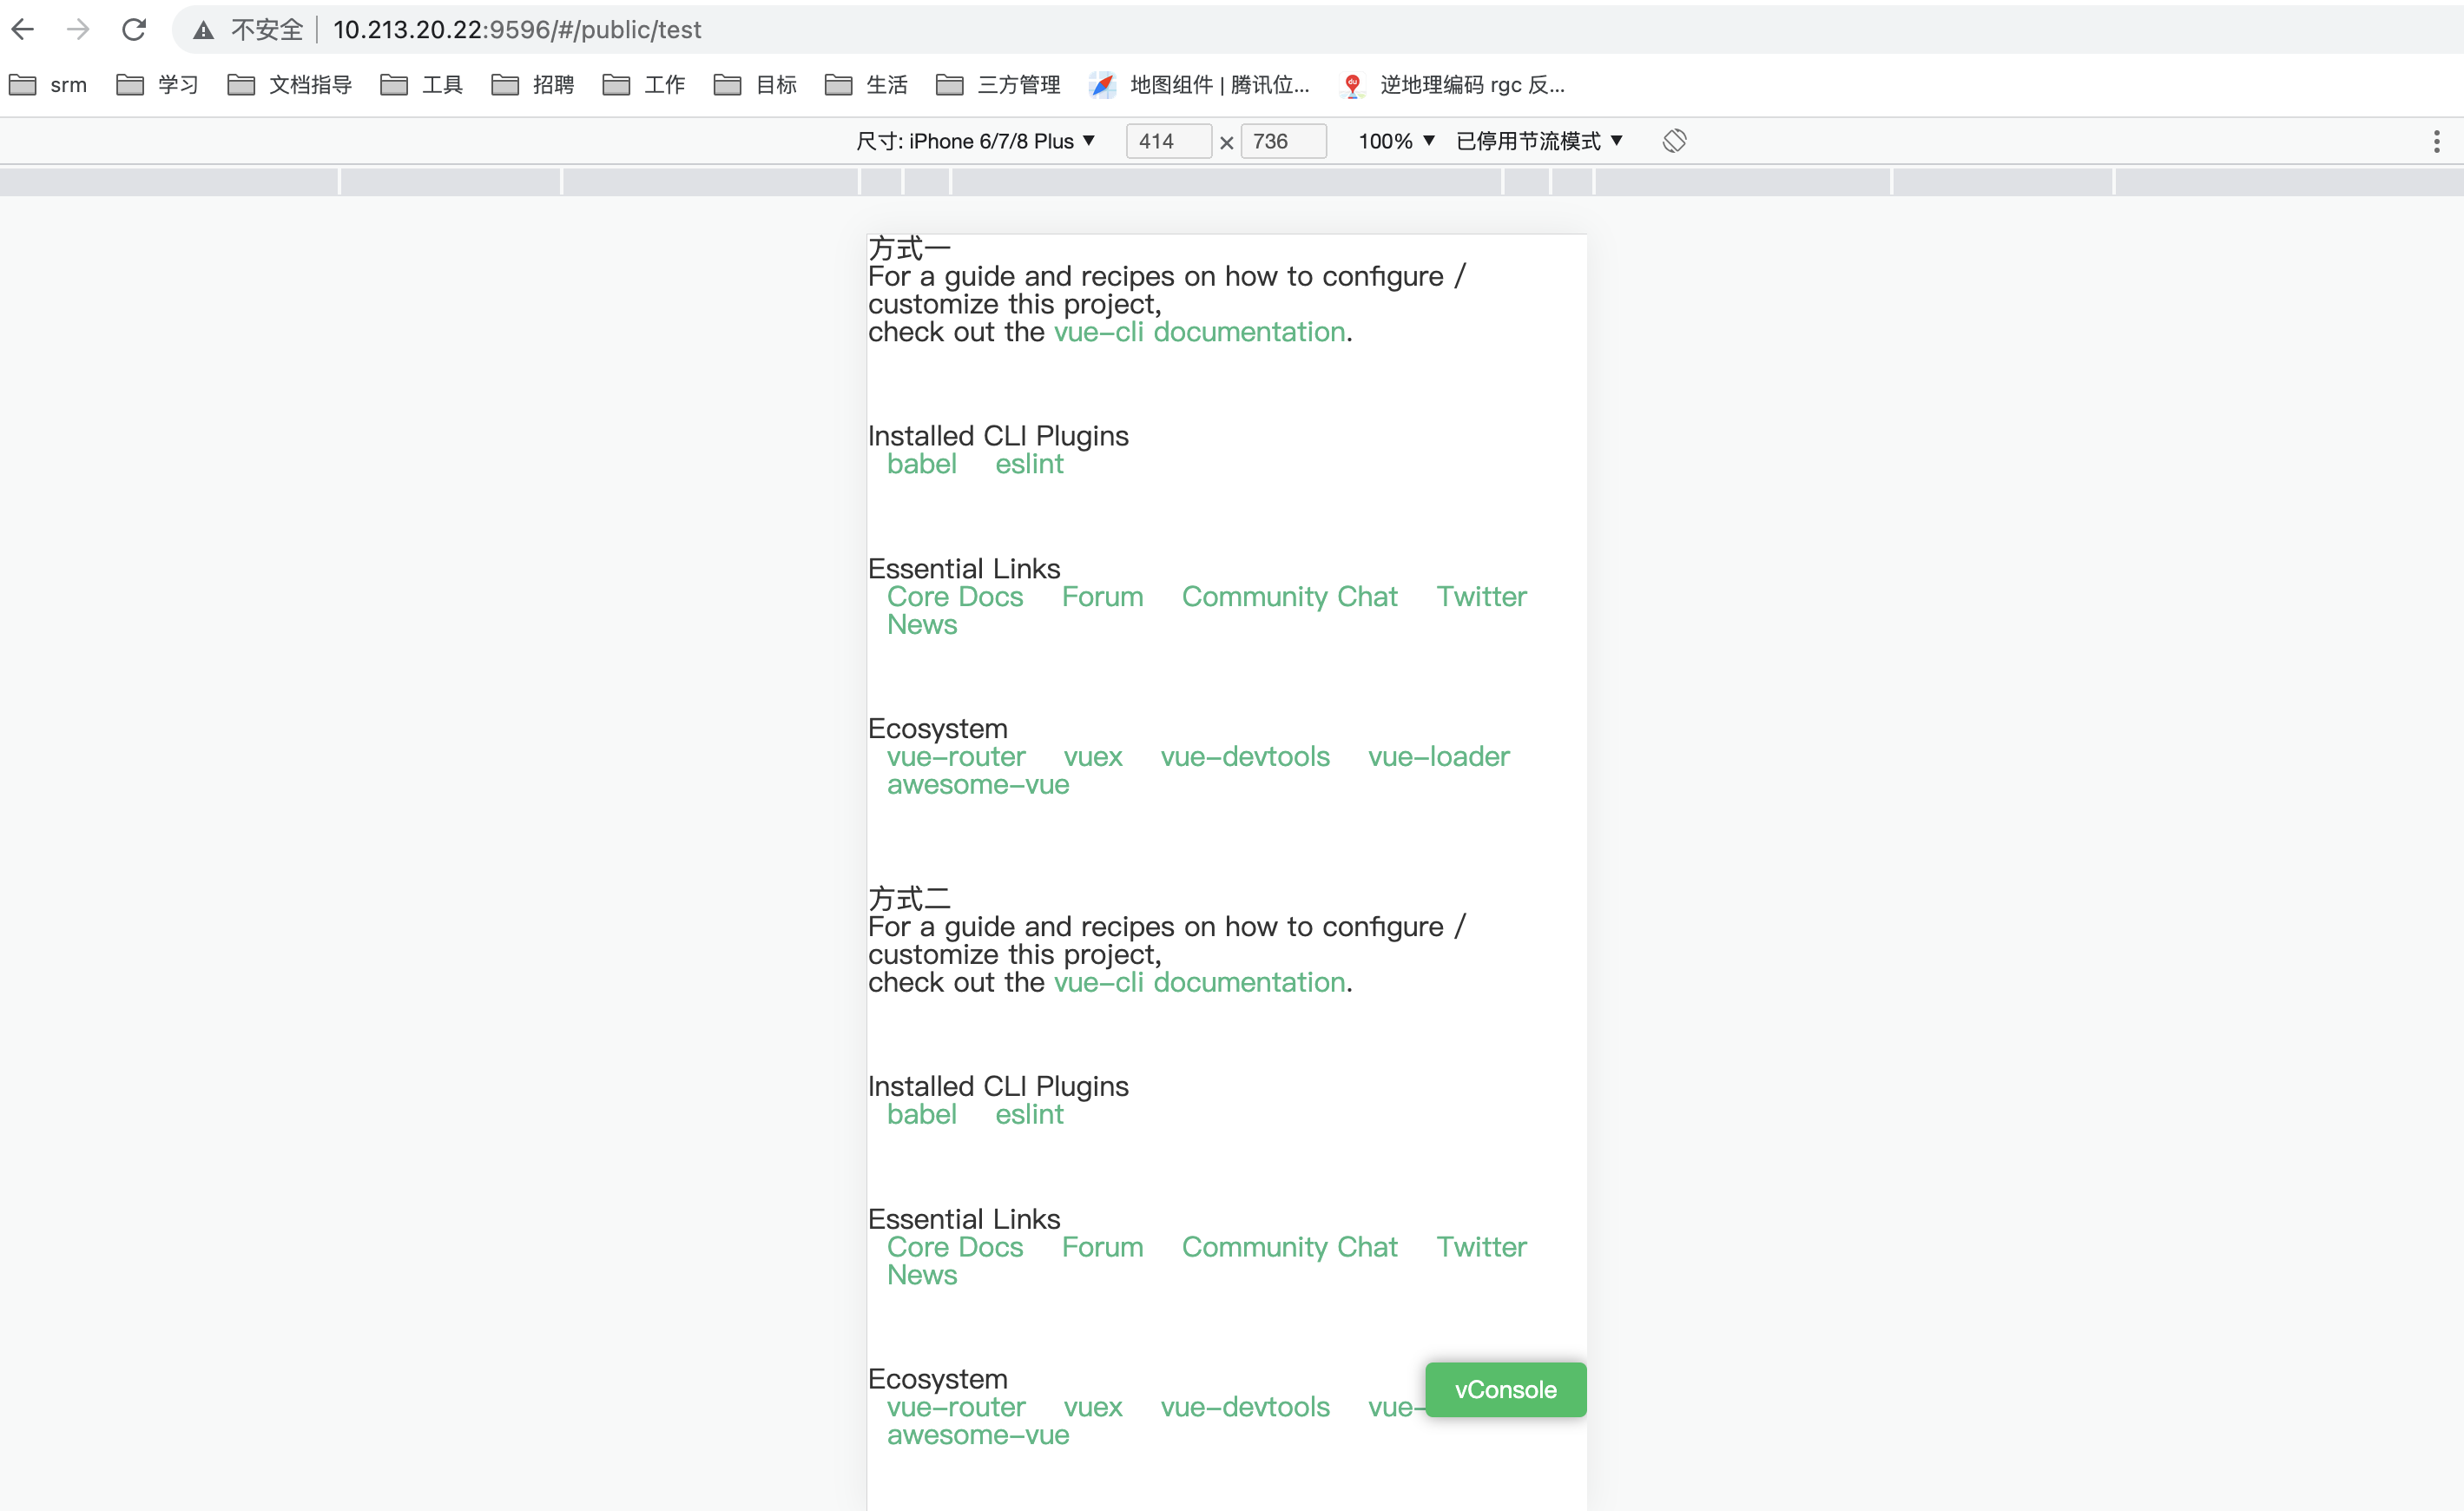 不安全 | 10.213.20.22:9596/#/public/test
srm 学习 文档指导 工具 招聘 工作 目标 生活 三方管理 地图组件 | 腾讯位... du 逆地理编码 rgc 反...
尺寸: iPhone 6/7/8 Plus ▼ 414 × 736 100% ▼ 已停用节流模式 ▼
方式一
For a guide and recipes on how to configure /
customize this project,
check out the vue-cli documentation.
Installed CLI Plugins
babel eslint
Essential Links
Core Docs Forum Community Chat Twitter
News
Ecosystem
vue-router vuex vue-devtools vue-loader
awesome-vue
方式二
For a guide and recipes on how to configure /
customize this project,
check out the vue-cli documentation.
Installed CLI Plugins
babel eslint
Essential Links
Core Docs Forum Community Chat Twitter
News
Ecosystem
vConsole
vue-router vuex vue-devtools vue-
awesome-vue